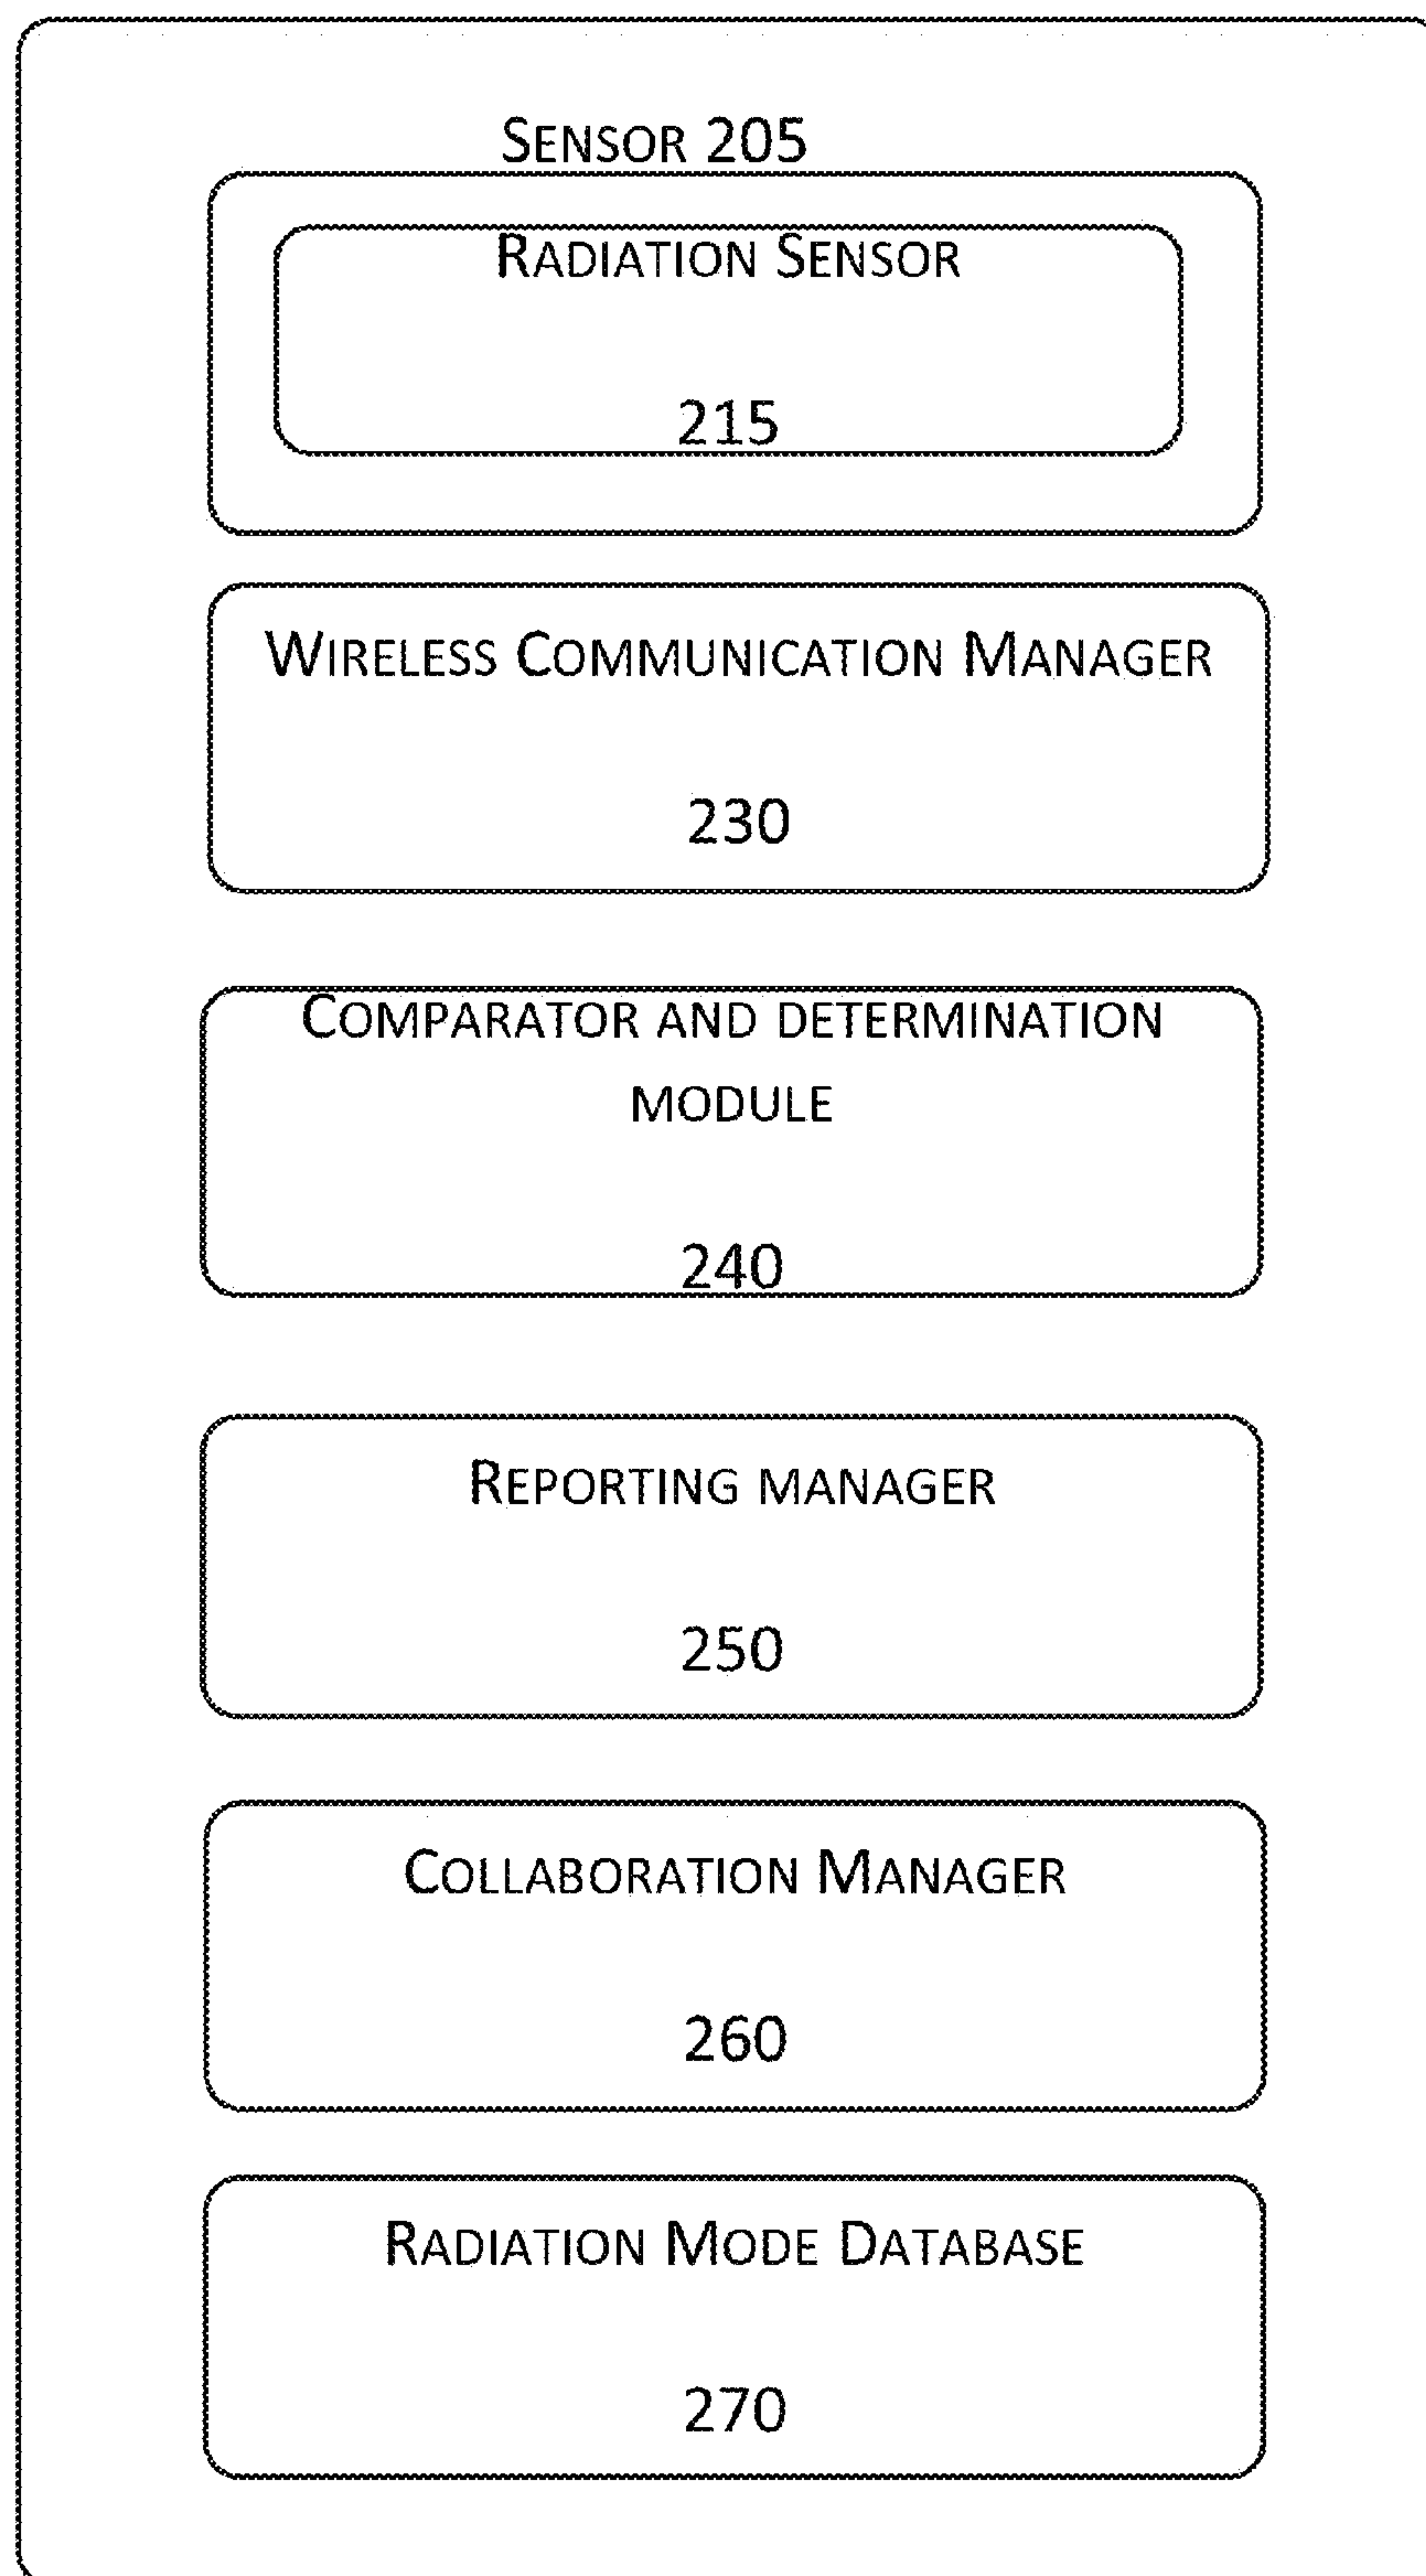 SENSOR 205
RADIATION SENSOR
215
WIRELESS COMMUNICATION MANAGER
230
COMPARATOR AND DETERMINATION
MODULE
240
REPORTING MANAGER
250
COLLABORATION MANAGER
260
RADIATION MODE DATABASE
270